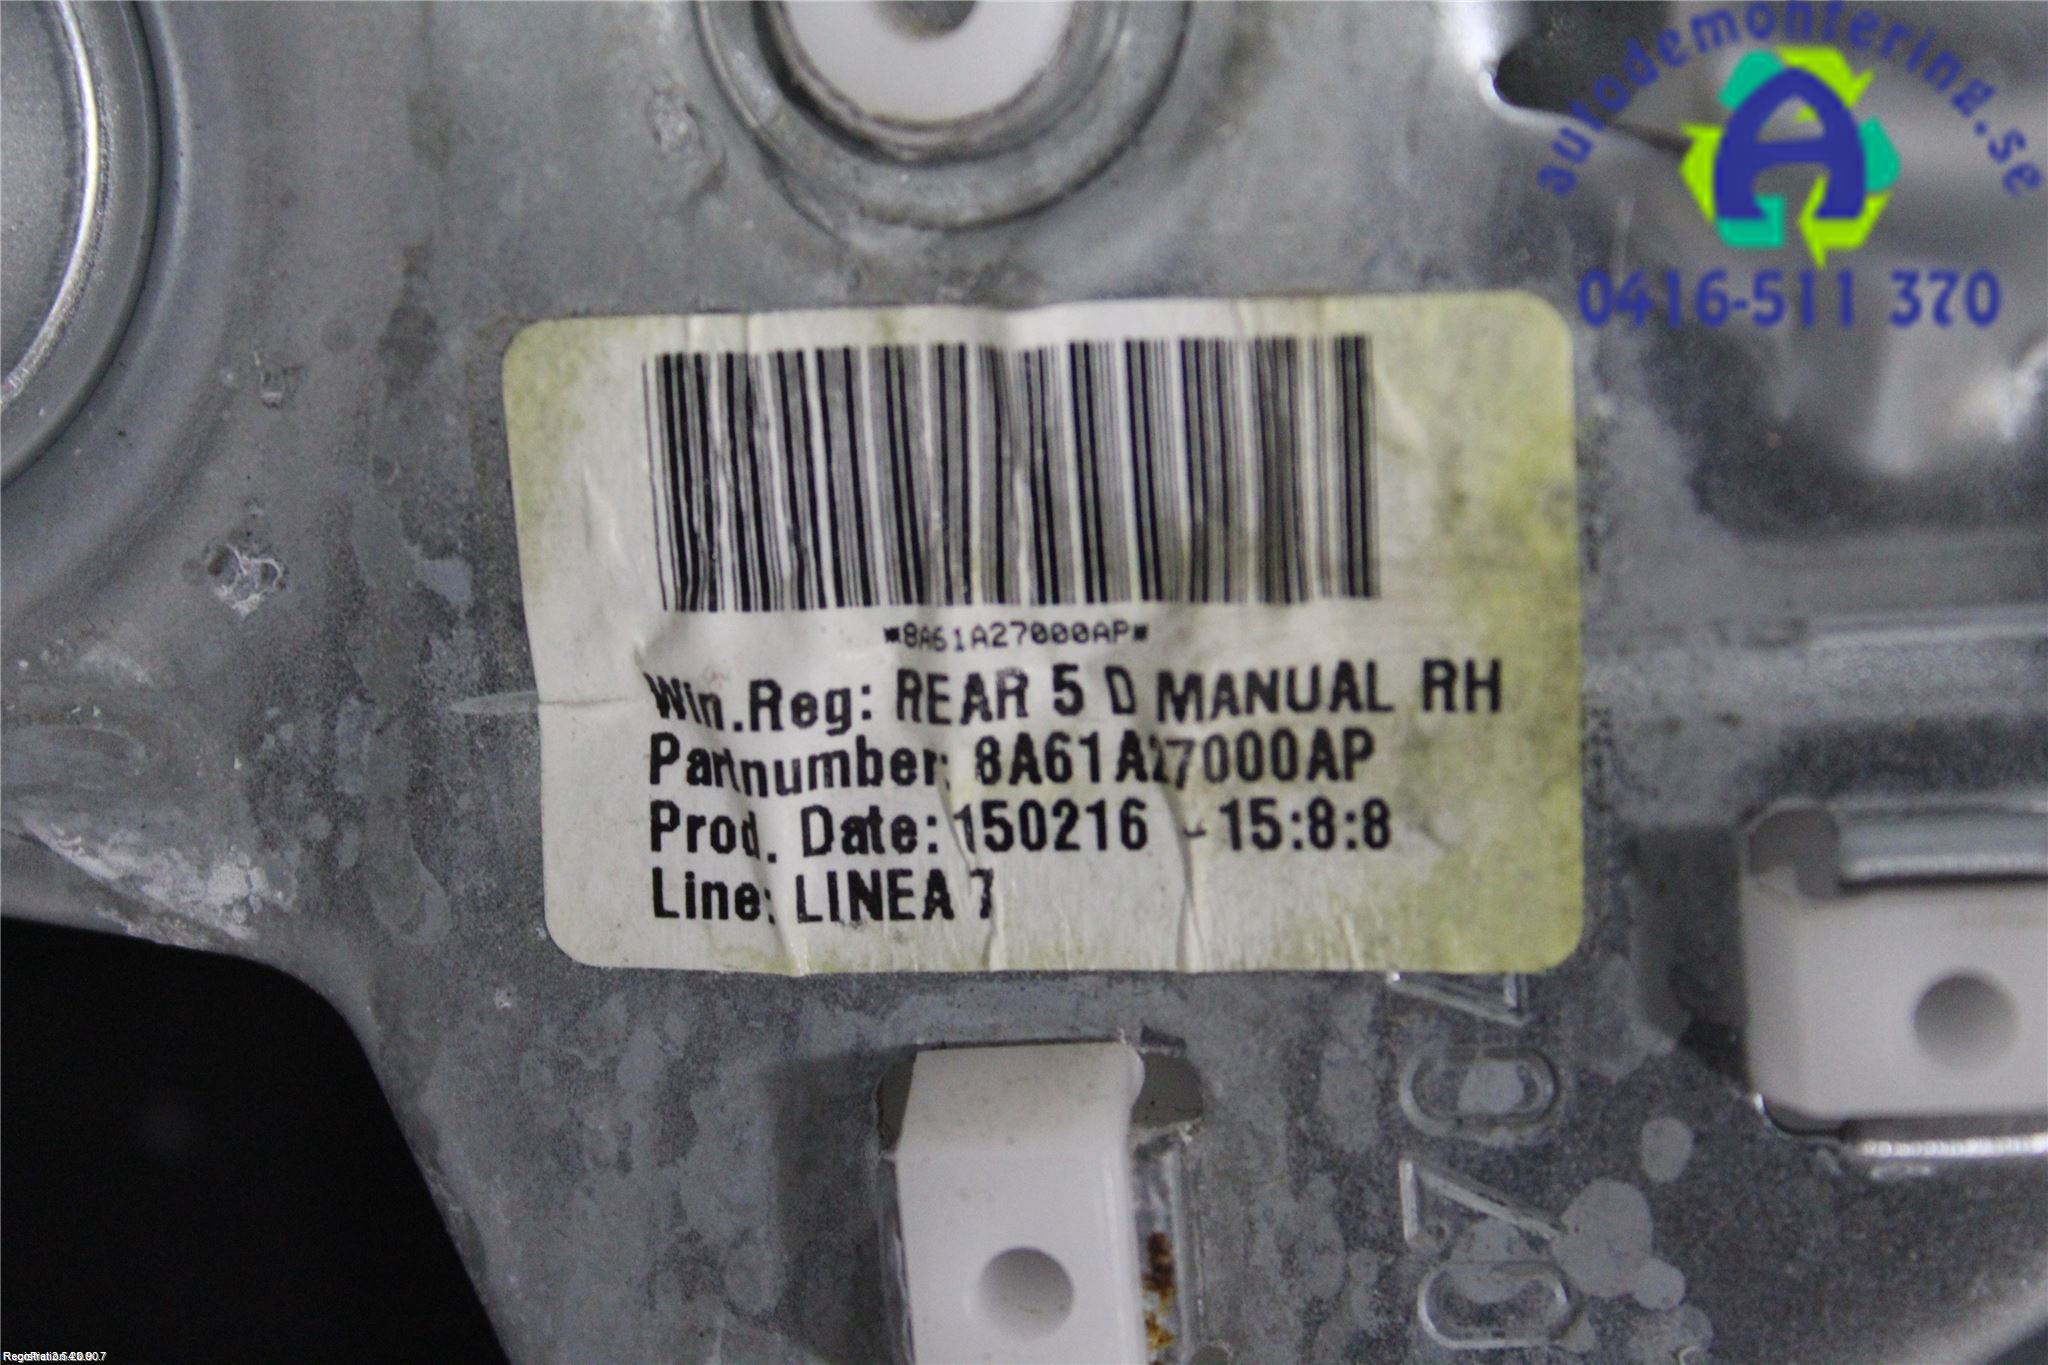 autodemontering.se
A
0416-511 370
*8A61A27000AP*
Win.Reg: REAR 5 D MANUAL RH
Partnumber: 8A61A27000AP
Prod. Date: 150216 - 15:8:8
Line: LINEA 7